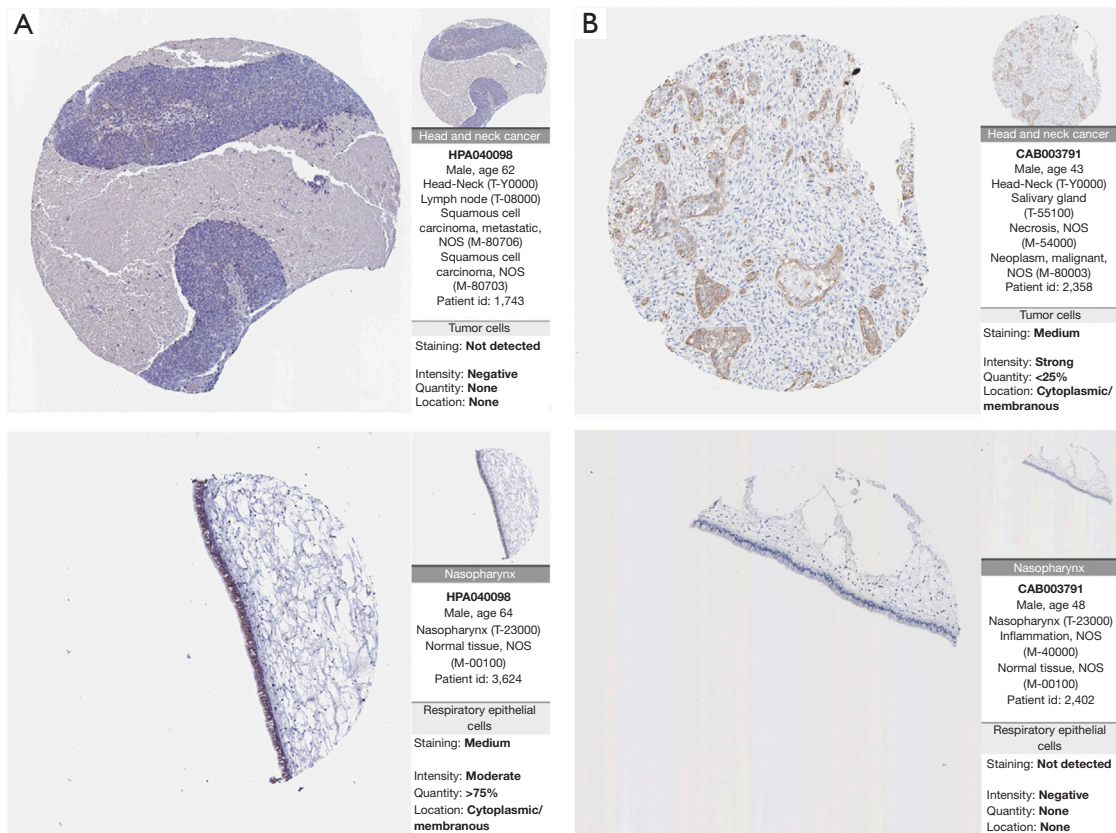 A
Head and neck cancer
HPA040098
Male, age 62
Head-Neck (T-Y0000)
Lymph node (T-08000)
Squamous cell
carcinoma, metastatic,
NOS (M-80706)
Squamous cell
carcinoma, NOS
(M-80703)
Patient id: 1,743
Tumor cells
Staining: Not detected
Intensity: Negative
Quantity: None
Location: None
Nasopharynx
HPA040098
Male, age 64
Nasopharynx (T-23000)
Normal tissue, NOS
(M-00100)
Patient id: 3,624
Respiratory epithelial
cells
Staining: Medium
Intensity: Moderate
Quantity: >75%
Location: Cytoplasmic/
membranous
B
Head and neck cancer
CAB003791
Male, age 43
Head-Neck (T-Y0000)
Salivary gland
(T-55100)
Necrosis, NOS
(M-54000)
Neoplasm, malignant,
NOS (M-80003)
Patient id: 2,358
Tumor cells
Staining: Medium
Intensity: Strong
Quantity: <25%
Location: Cytoplasmic/
membranous
Nasopharynx
CAB003791
Male, age 48
Nasopharynx (T-23000)
Inflammation, NOS
(M-40000)
Normal tissue, NOS
(M-00100)
Patient id: 2,402
Respiratory epithelial
cells
Staining: Not detected
Intensity: Negative
Quantity: None
Location: None